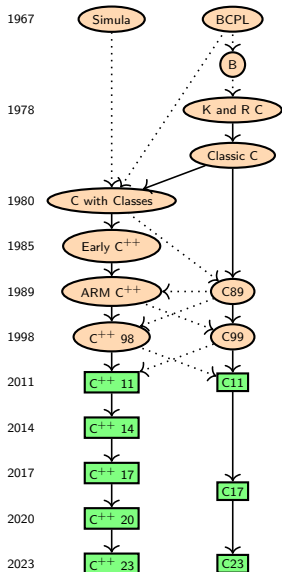 1967 Simula BCPL
B
1978 K and R C
Classic C
1980 C with Classes
1985 Early C++
1989 ARM C++ C89
1998 C++ 98 C99
2011 C++ 11 C11
2014 C++ 14
2017 C++ 17
C17
2020 C++ 20
2023 C++ 23 C23